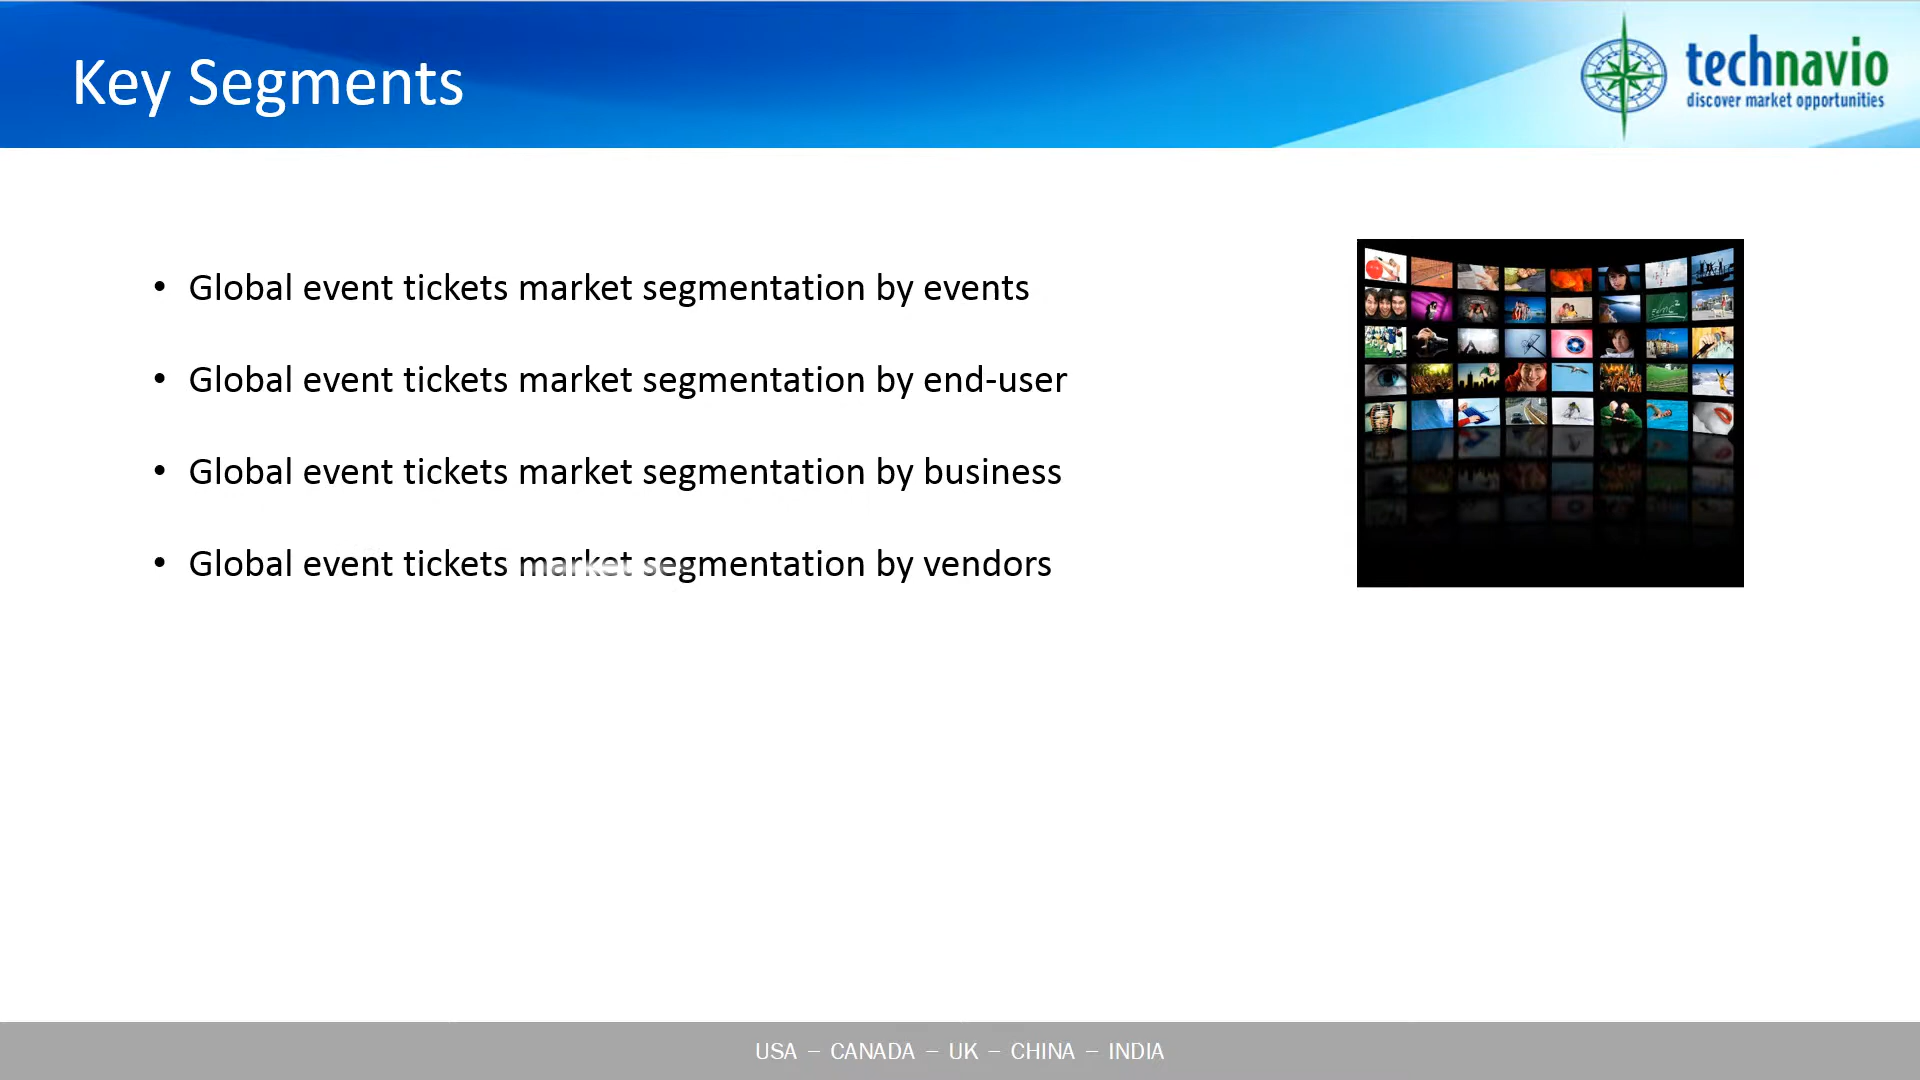 Key Segments
technavio
discover market opportunities
• Global event tickets market segmentation by events
• Global event tickets market segmentation by end-user
• Global event tickets market segmentation by business
• Global event tickets market segmentation by vendors
USA – CANADA – UK – CHINA – INDIA